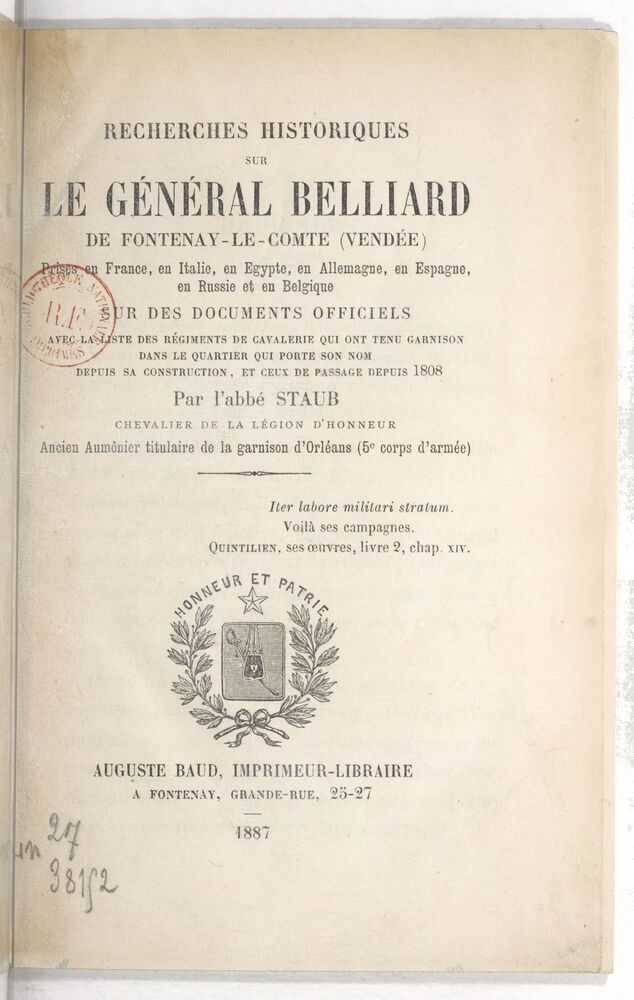 RECHERCHES HISTORIQUES
SUR
LE GÉNÉRAL BELLIARD
DE FONTENAY-LE-COMTE (VENDÉE)
Prises en France, en Italie, en Egypte, en Allemagne, en Espagne,
en Russie et en Belgique
SUR DES DOCUMENTS OFFICIELS
AVEC LA LISTE DES RÉGIMENTS DE CAVALERIE QUI ONT TENU GARNISON
DANS LE QUARTIER QUI PORTE SON NOM
DEPUIS SA CONSTRUCTION, ET CEUX DE PASSAGE DEPUIS 1808
Par l'abbé STAUB
CHEVALIER DE LA LÉGION D'HONNEUR
Ancien Aumônier titulaire de la garnison d'Orléans (5e corps d'armée)
Iter labore militari stratum.
Voilà ses campagnes.
QUINTILIEN, ses œuvres, livre 2, chap. XIV.
HONNEUR ET PATRIE
AUGUSTE BAUD, IMPRIMEUR-LIBRAIRE
A FONTENAY, GRANDE-RUE, 25-27
1887
BIBLIOTHÈQUE NATIONALE
R.F.
IMPRIMÉS
Ln 27
38152